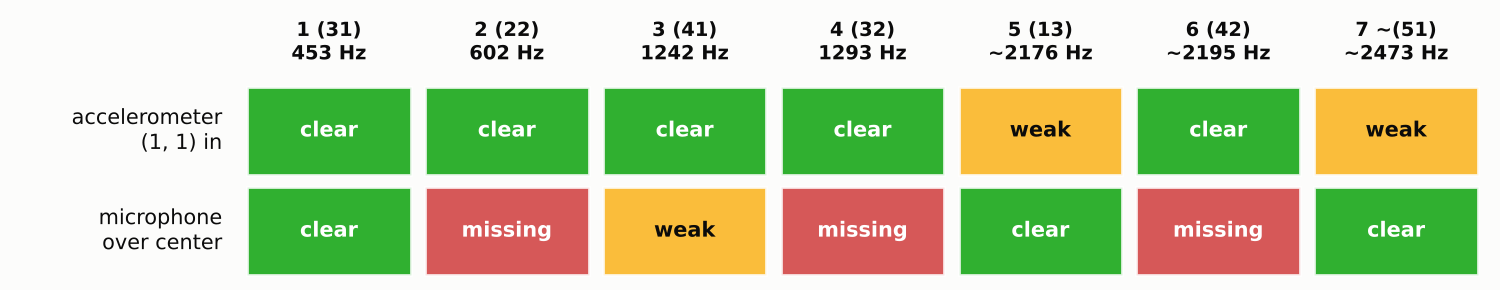 1 (31)
453 Hz
2 (22)
602 Hz
3 (41)
1242 Hz
4 (32)
1293 Hz
5 (13)
~2176 Hz
6 (42)
~2195 Hz
7 ~(51)
~2473 Hz
accelerometer
(1, 1) in
clear
clear
clear
clear
weak
clear
weak
microphone
over center
clear
missing
weak
missing
clear
missing
clear